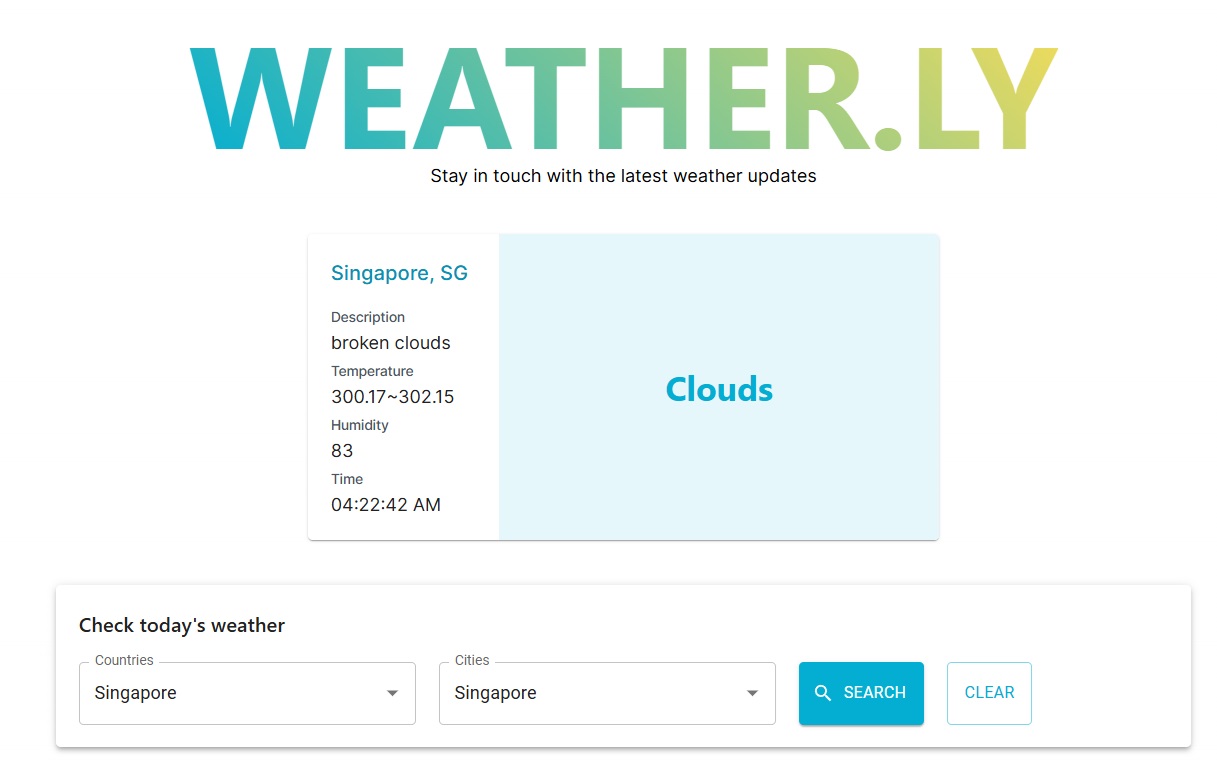 WEATHER.LY
Stay in touch with the latest weather updates
Singapore, SG
Description
broken clouds
Temperature
300.17~302.15
Humidity
83
Time
04:22:42 AM
Clouds
Check today's weather
Countries
Singapore
Cities
Singapore
SEARCH
CLEAR